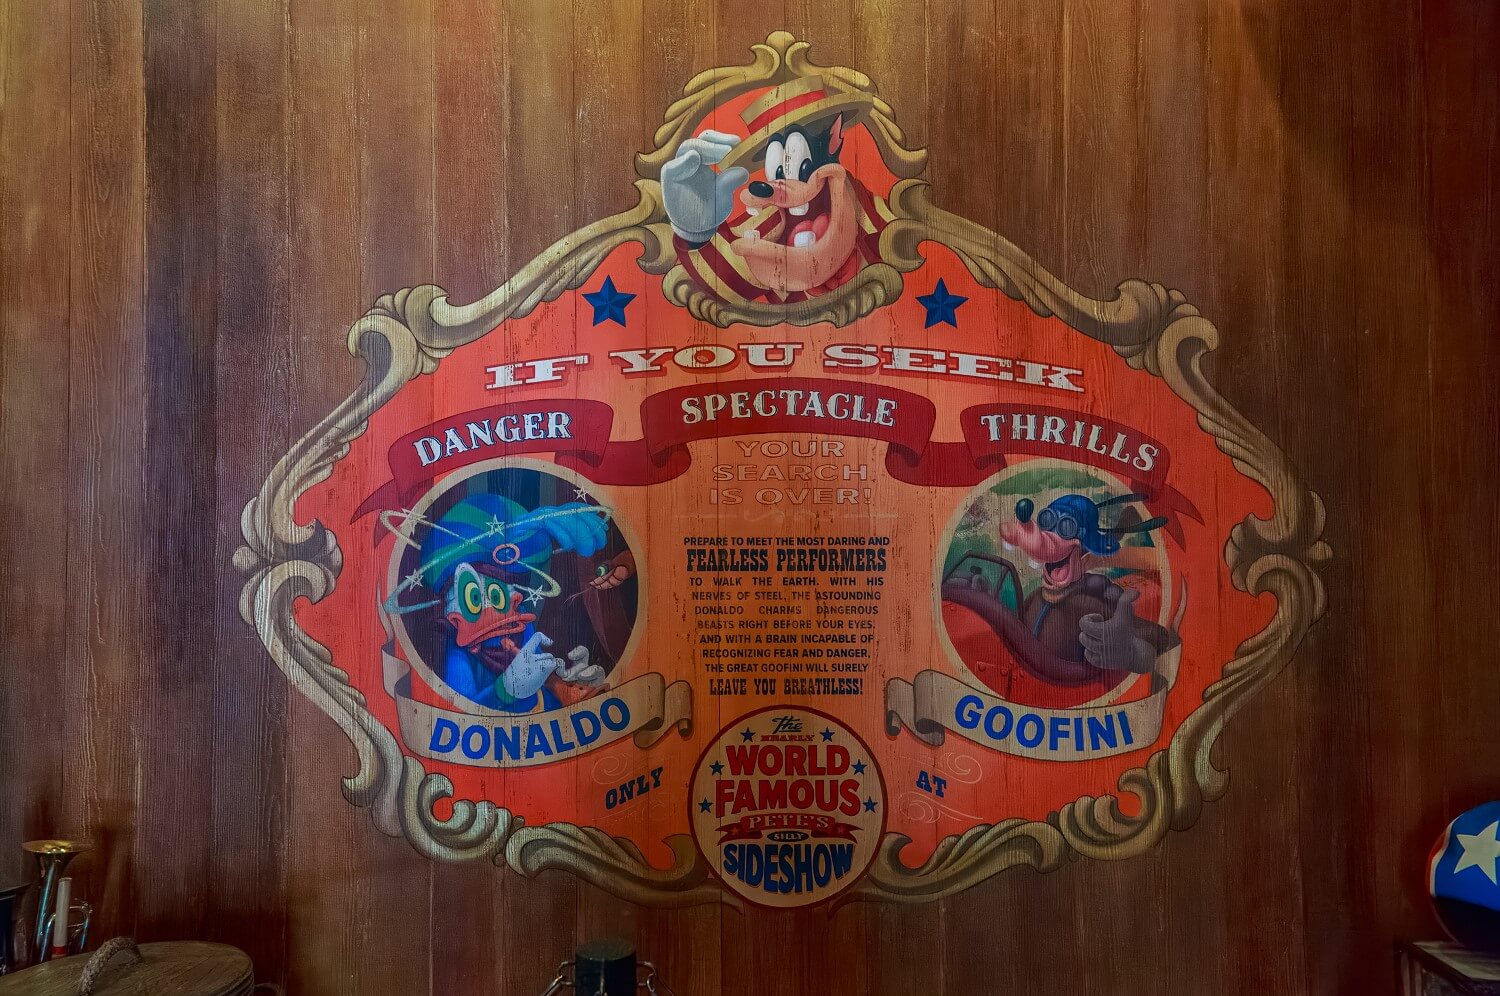 IF YOU SEEK
DANGER SPECTACLE THRILLS
YOUR
SEARCH
IS OVER!
PREPARE TO MEET THE MOST DARING AND
FEARLESS PERFORMERS
TO WALK THE EARTH. WITH HIS
NERVES OF STEEL, THE ASTOUNDING
DONALDO CHARMS DANGEROUS
BEASTS RIGHT BEFORE YOUR EYES.
AND WITH A BRAIN INCAPABLE OF
RECOGNIZING FEAR AND DANGER,
THE GREAT GOOFINI WILL SURELY
LEAVE YOU BREATHLESS!
DONALDO
GOOFINI
ONLY AT
the
NEARLY
WORLD
FAMOUS
PETE'S
SILLY
SIDESHOW